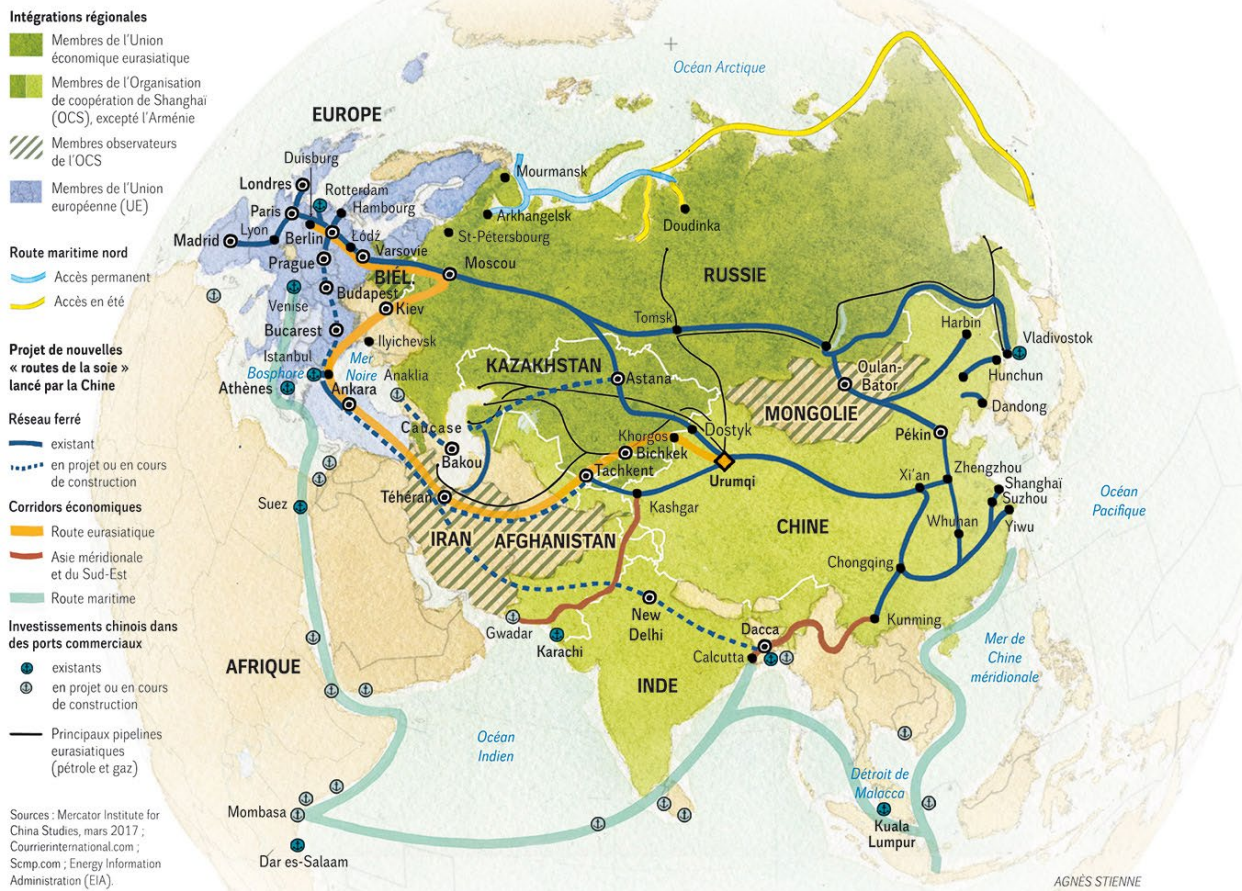 Intégrations régionales
Membres de l'Union
économique eurasiatique
Membres de l'Organisation
de coopération de Shanghaï
(OCS), excepté l'Arménie
Membres observateurs
de l'OCS
Membres de l'Union
européenne (UE)
Route maritime nord
Accès permanent
Accès en été
Projet de nouvelles
« routes de la soie »
lancé par la Chine
Réseau ferré
existant
en projet ou en cours
de construction
Corridors économiques
Route eurasiatique
Asie méridionale
et du Sud-Est
Route maritime
Investissements chinois dans
des ports commerciaux
existants
en projet ou en cours
de construction
Principaux pipelines
eurasiatiques
(pétrole et gaz)
Sources : Mercator Institute for
China Studies, mars 2017 ;
Courrierinternational.com ;
Scmp.com ; Energy Information
Administration (EIA).
Océan Arctique
EUROPE
Duisburg
Londres
Rotterdam
Mourmansk
Paris
Hambourg
Arkhangelsk
Doudinka
Lyon
Madrid
Berlin
Łódź
St-Pétersbourg
Varsovie
Prague
Moscou
BIÉL.
RUSSIE
Budapest
Venise
Kiev
Tomsk
Harbin
Bucarest
Ilyichevsk
Vladivostok
Istanbul
Mer
Noire
KAZAKHSTAN
Oulan-
Bator
Bosphore
Anaklia
Astana
Hunchun
Athènes
Ankara
MONGOLIE
Dandong
Caucase
Dostyk
Khorgos
Pékin
Bakou
Bichkek
Tachkent
Urumqi
Xi'an
Zhengzhou
Shanghaï
Suzhou
Téhéran
Océan
Pacifique
Suez
Kashgar
CHINE
Whuhan
Yiwu
IRAN
AFGHANISTAN
Chongqing
New
Delhi
Gwadar
Karachi
Dacca
Kunming
Calcutta
Mer de
Chine
méridionale
AFRIQUE
INDE
Océan
Indien
Détroit de
Malacca
Mombasa
Kuala
Lumpur
Dar es-Salaam
AGNÈS STIENNE